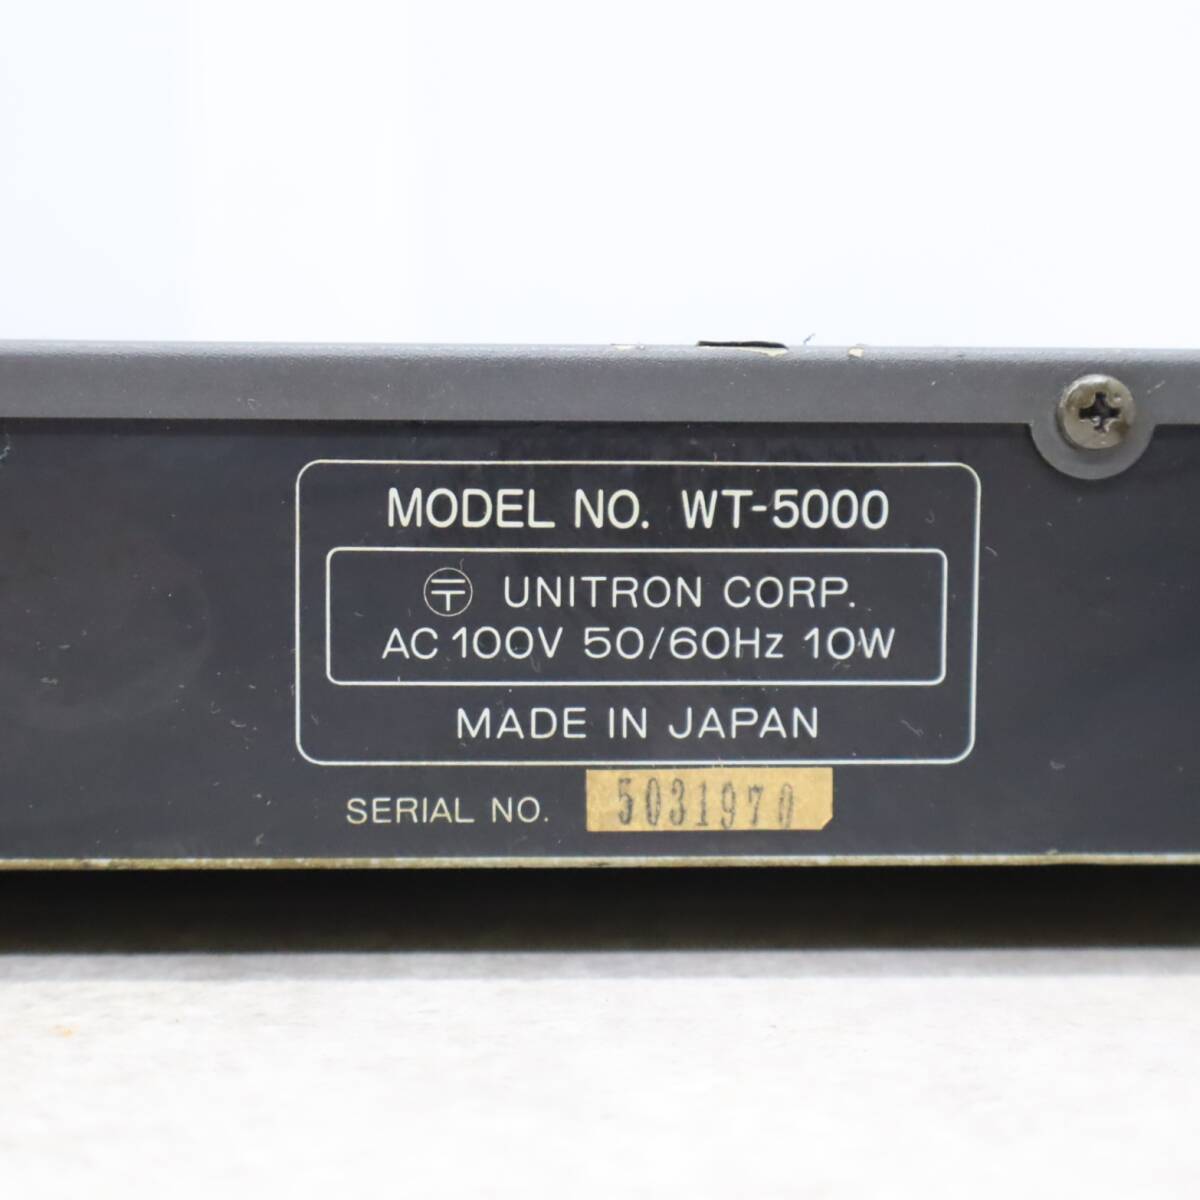 MODEL NO. WT-5000
〶 UNITRON CORP.
AC 100V 50/60Hz 10W
MADE IN JAPAN
SERIAL NO. 5031970